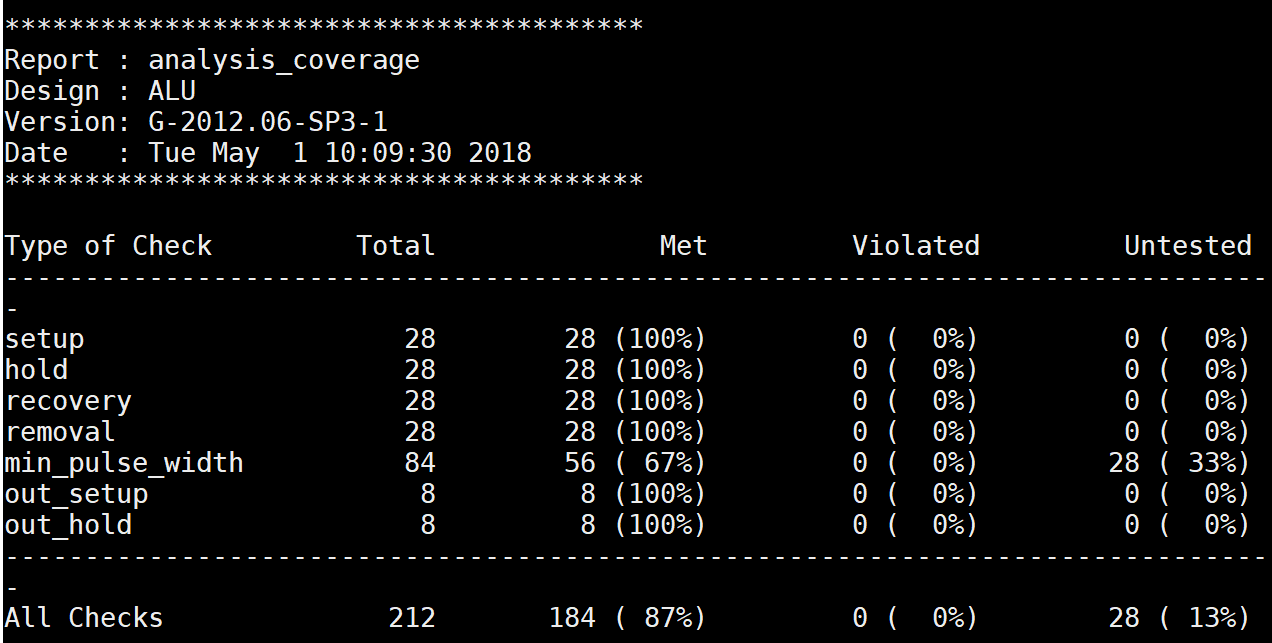 ****************************************
Report : analysis_coverage
Design : ALU
Version: G-2012.06-SP3-1
Date   : Tue May  1 10:09:30 2018
****************************************

Type of Check         Total              Met         Violated         Untested
-------------------------------------------------------------------------------
-
setup                    28        28 (100%)         0 (  0%)         0 (  0%)
hold                     28        28 (100%)         0 (  0%)         0 (  0%)
recovery                 28        28 (100%)         0 (  0%)         0 (  0%)
removal                  28        28 (100%)         0 (  0%)         0 (  0%)
min_pulse_width          84        56 ( 67%)         0 (  0%)        28 ( 33%)
out_setup                 8         8 (100%)         0 (  0%)         0 (  0%)
out_hold                  8         8 (100%)         0 (  0%)         0 (  0%)
-------------------------------------------------------------------------------
-
All Checks              212       184 ( 87%)         0 (  0%)        28 ( 13%)